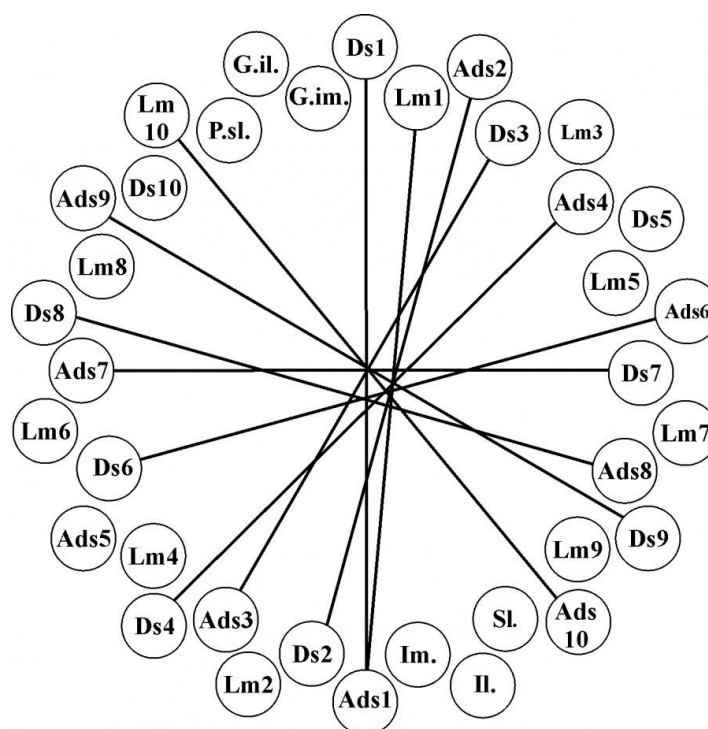 Ds1
G.il.
Ads2
G.im.
Lm1
Lm
10
P.sl.
Ds3
Lm3
Ds10
Ads9
Ads4
Ds5
Lm8
Lm5
Ds8
Ads6
Ads7
Ds7
Lm6
Lm7
Ds6
Ads8
Ads5
Lm4
Lm9
Ds9
Ds4
Ads3
Sl.
Ads
10
Ds2
Im.
Lm2
Il.
Ads1